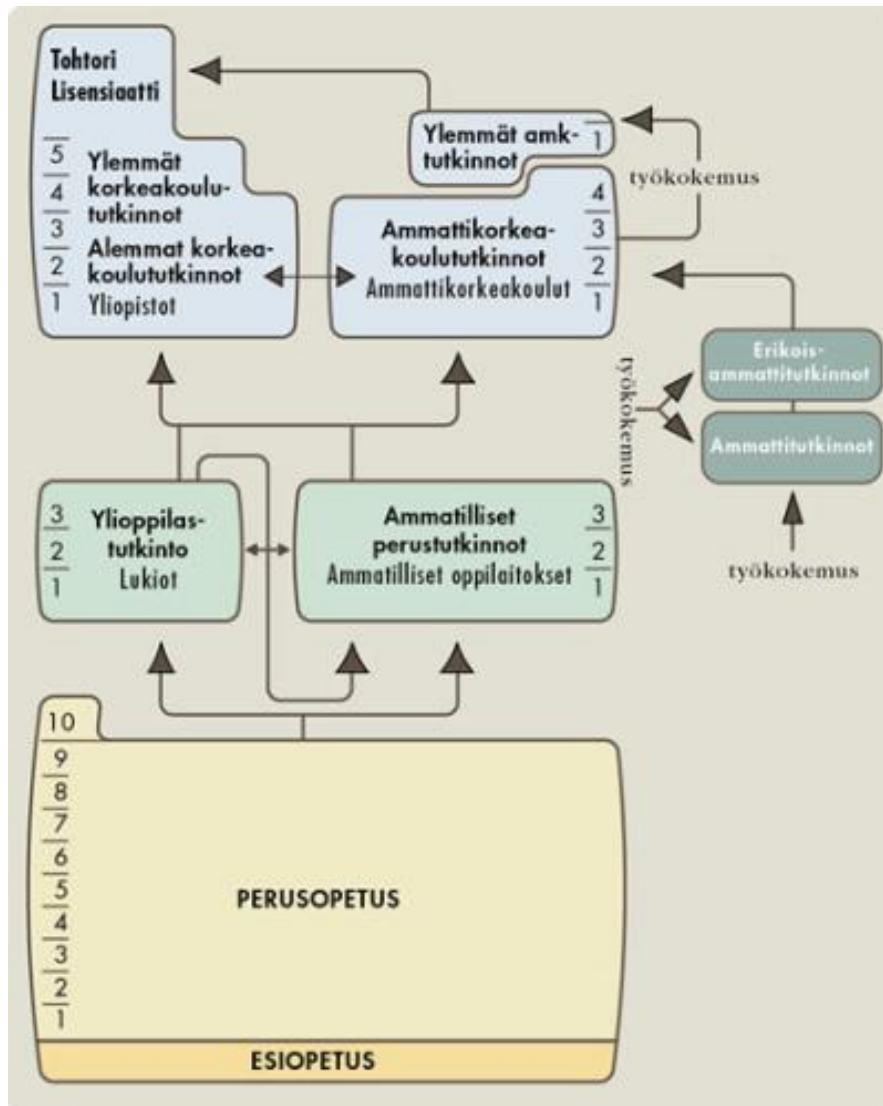 Tohtori
Lisensiaatti
5
4
3
2
1
Ylemmät
korkeakoulu-
tutkinnot
Alemmat korkea-
koulututkinnot
Yliopistot
Ylemmät amk-
tutkinnot
1
työkokemus
Ammattikorkea-
koulututkinnot
Ammattikorkeakoulut
4
3
2
1
Erikois-
ammattitutkinnot
työkokemus
Ammattitutkinnot
työkokemus
3
2
1
Ylioppilas-
tutkinto
Lukiot
Ammatilliset
perustutkinnot
Ammatilliset oppilaitokset
3
2
1
10
9
8
7
6
5
4
3
2
1
PERUSOPETUS
ESIOPETUS